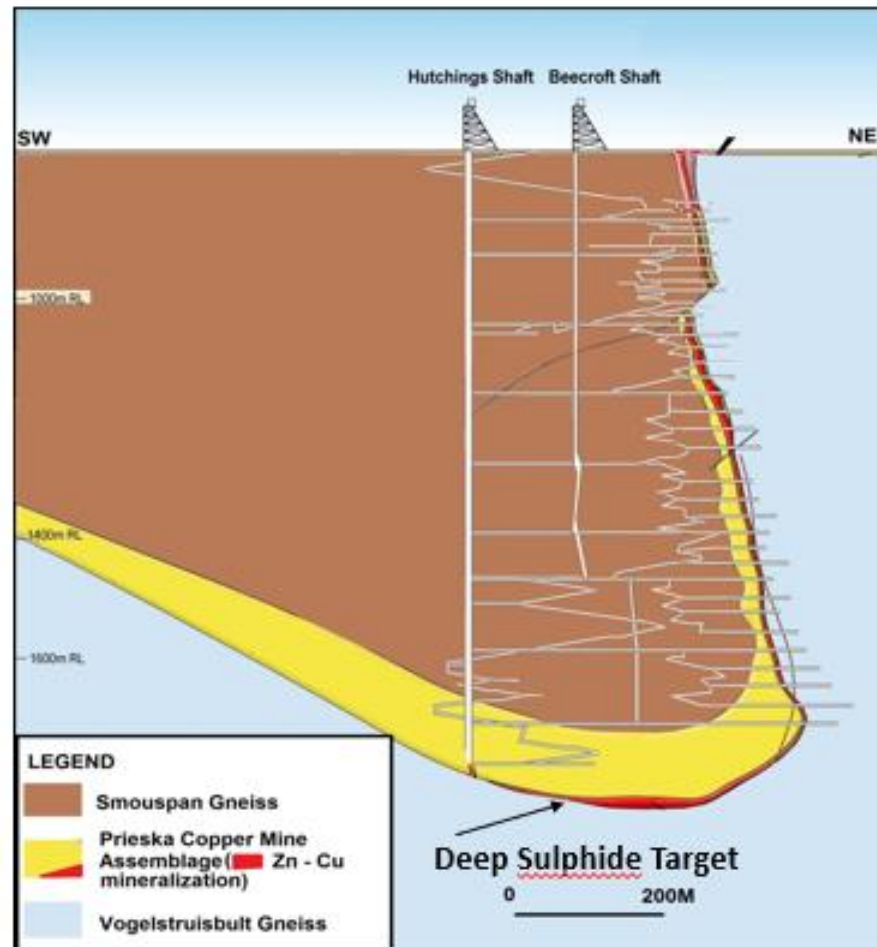 Hutchings Shaft Beecroft Shaft
SW
NE
1000m RL
1400m RL
1600m RL
LEGEND
Smouspan Gneiss
Prieska Copper Mine
Assemblage( Zn - Cu
mineralization)
Vogelstruisbult Gneiss
Deep Sulphide Target
0 200M